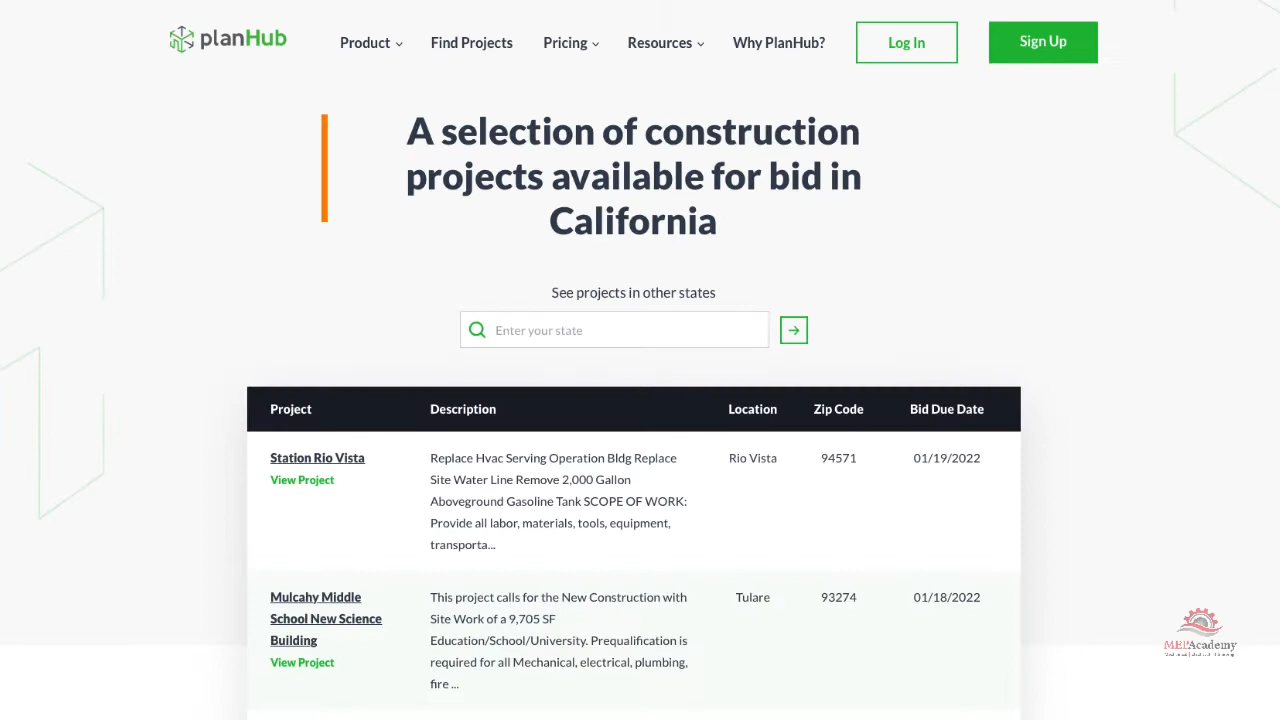 planHub
Product
Find Projects
Pricing
Resources
Why PlanHub?
Log In
Sign Up
A selection of construction
projects available for bid in
California
See projects in other states
Enter your state
Project Description Location Zip Code Bid Due Date
Station Rio Vista
View Project
Replace Hvac Serving Operation Bldg Replace
Site Water Line Remove 2,000 Gallon
Aboveground Gasoline Tank SCOPE OF WORK:
Provide all labor, materials, tools, equipment,
transporta...
Rio Vista
94571
01/19/2022
Mulcahy Middle
School New Science
Building
View Project
This project calls for the New Construction with
Site Work of a 9,705 SF
Education/School/University. Prequalification is
required for all Mechanical, electrical, plumbing,
fire ...
Tulare
93274
01/18/2022
MEPAcademy